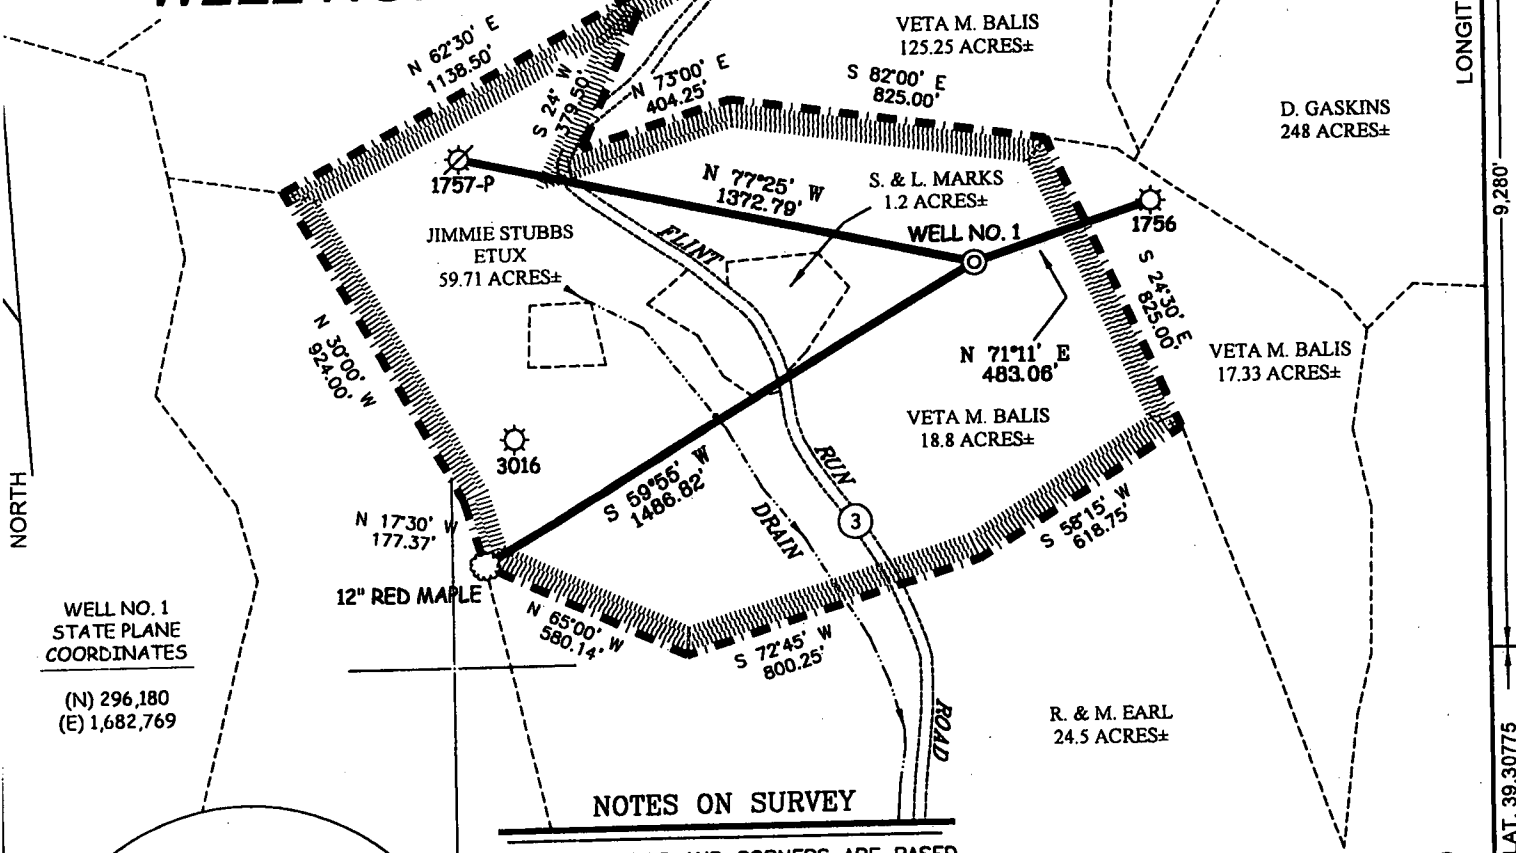 N 62°30' E
1138.50'
S 24° W
379.50'
N 73°00' E
404.25'
VETA M. BALIS
125.25 ACRES±
S 82°00' E
825.00'
D. GASKINS
248 ACRES±
LONGIT
9,280'
1757-P
N 77°25' W
1372.79'
S. & L. MARKS
1.2 ACRES±
WELL NO. 1
1756
JIMMIE STUBBS
ETUX
59.71 ACRES±
FLINT
S 24°30' E
825.00'
N 30°00' W
924.00'
N 71°11' E
483.06'
VETA M. BALIS
17.33 ACRES±
VETA M. BALIS
18.8 ACRES±
3016
RUN
S 59°55' W
1486.82'
NORTH
N 17°30' W
177.37'
DRAIN
3
S 58°15' W
618.75'
12" RED MAPLE
N 65°00' W
580.14'
S 72°45' W
800.25'
WELL NO. 1
STATE PLANE
COORDINATES
(N) 296,180
(E) 1,682,769
ROAD
R. & M. EARL
24.5 ACRES±
LAT. 39.30775
NOTES ON SURVEY
AND CORNERS ARE BASED